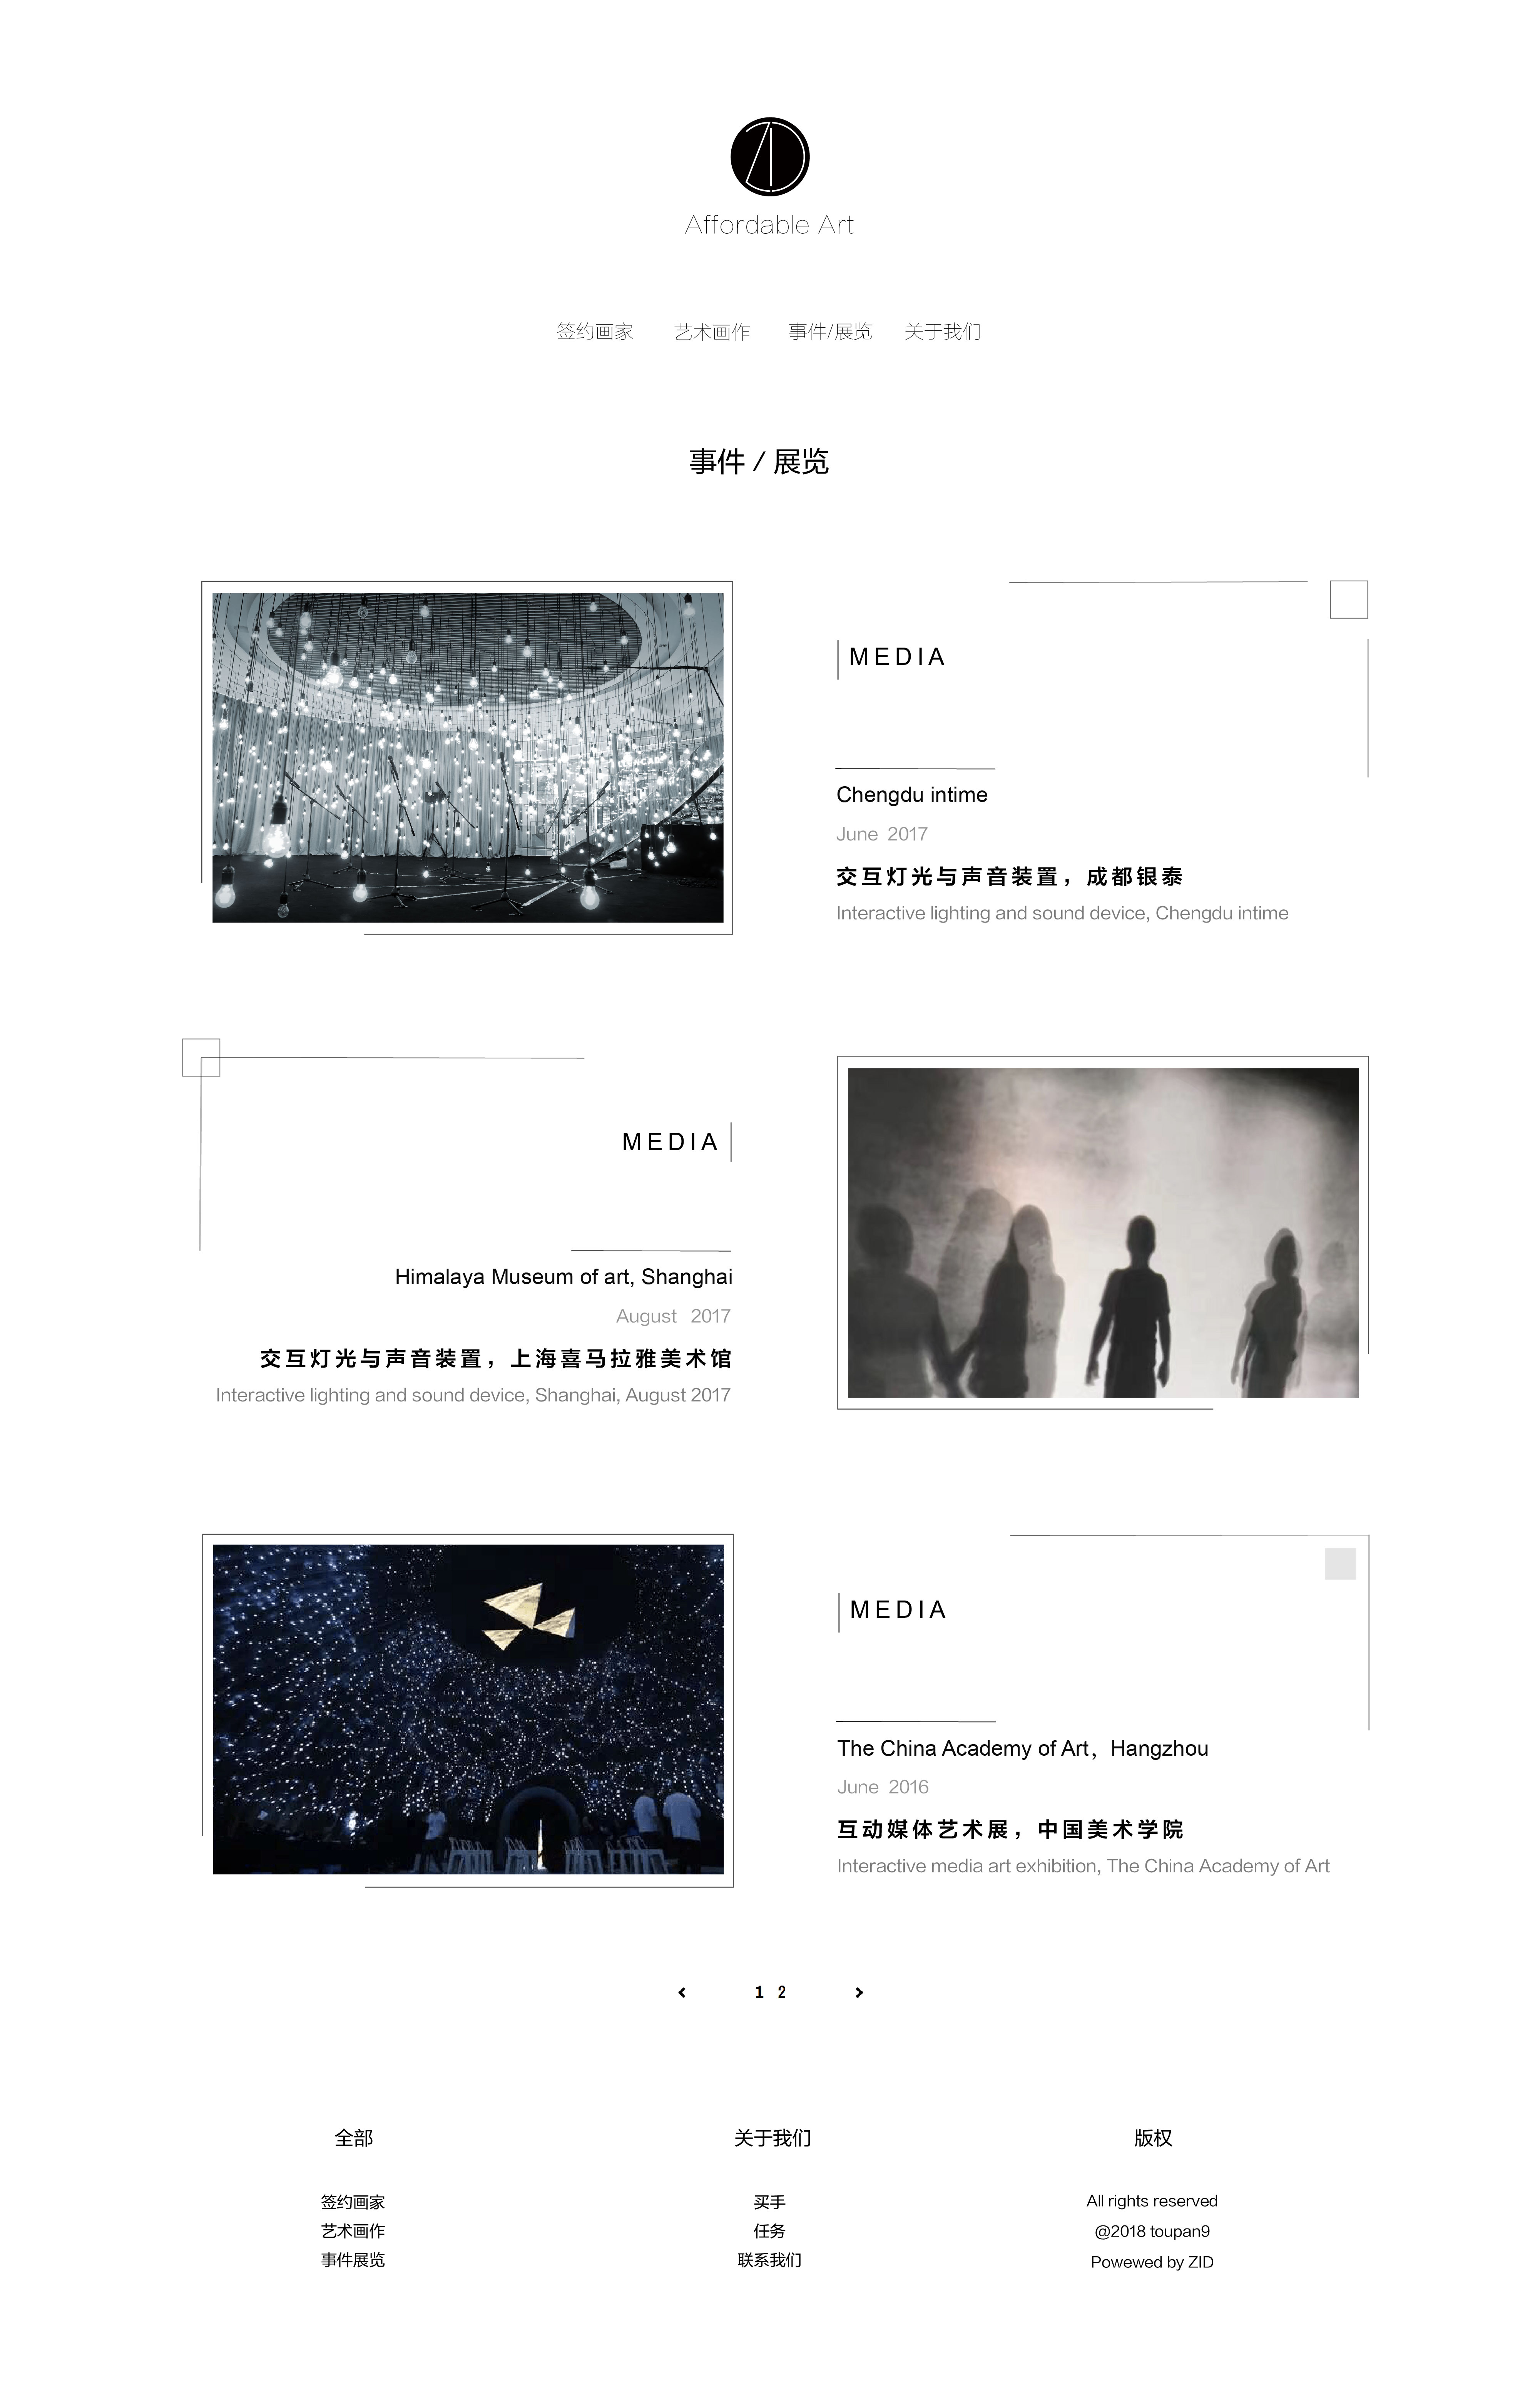 Affordable Art
签约画家 艺术画作 事件/展览 关于我们
事件 / 展览
MEDIA
Chengdu intime
June 2017
交互灯光与声音装置，成都银泰
Interactive lighting and sound device, Chengdu intime
MEDIA
Himalaya Museum of art, Shanghai
August 2017
交互灯光与声音装置，上海喜马拉雅美术馆
Interactive lighting and sound device, Shanghai, August 2017
MEDIA
The China Academy of Art，Hangzhou
June 2016
互动媒体艺术展，中国美术学院
Interactive media art exhibition, The China Academy of Art
1 2
全部
签约画家
艺术画作
事件展览
关于我们
买手
任务
联系我们
版权
All rights reserved
@2018 toupan9
Powewed by ZID